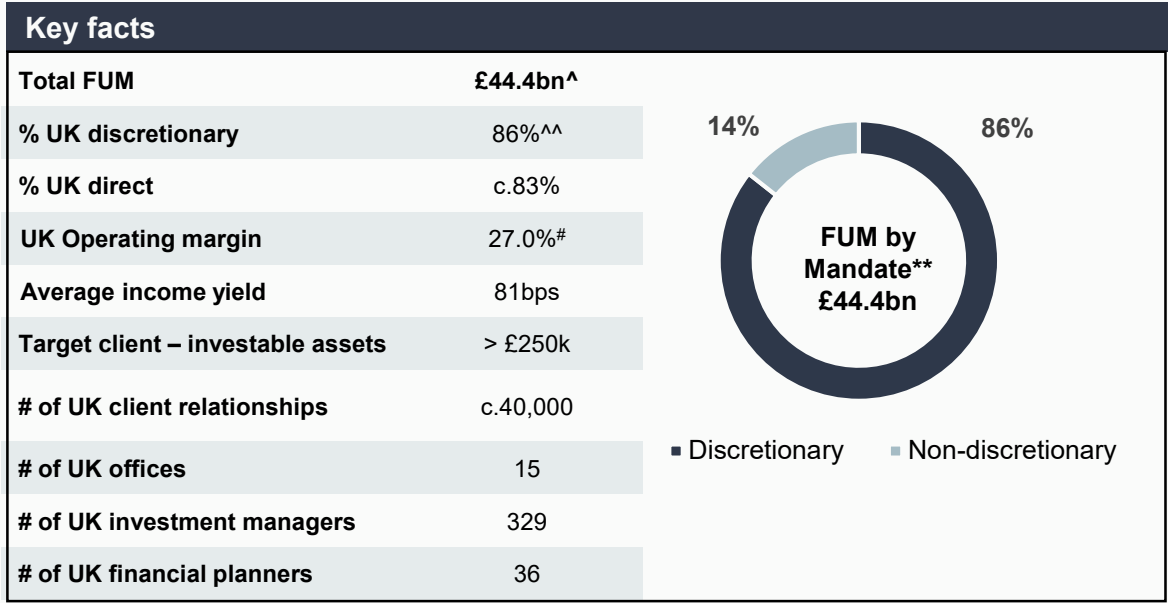 Key facts
Total FUM £44.4bn^
% UK discretionary 86%^^
% UK direct c.83%
UK Operating margin 27.0%#
Average income yield 81bps
Target client – investable assets > £250k
# of UK client relationships c.40,000
# of UK offices 15
# of UK investment managers 329
# of UK financial planners 36
14%
86%
FUM by
Mandate**
£44.4bn
Discretionary
Non-discretionary